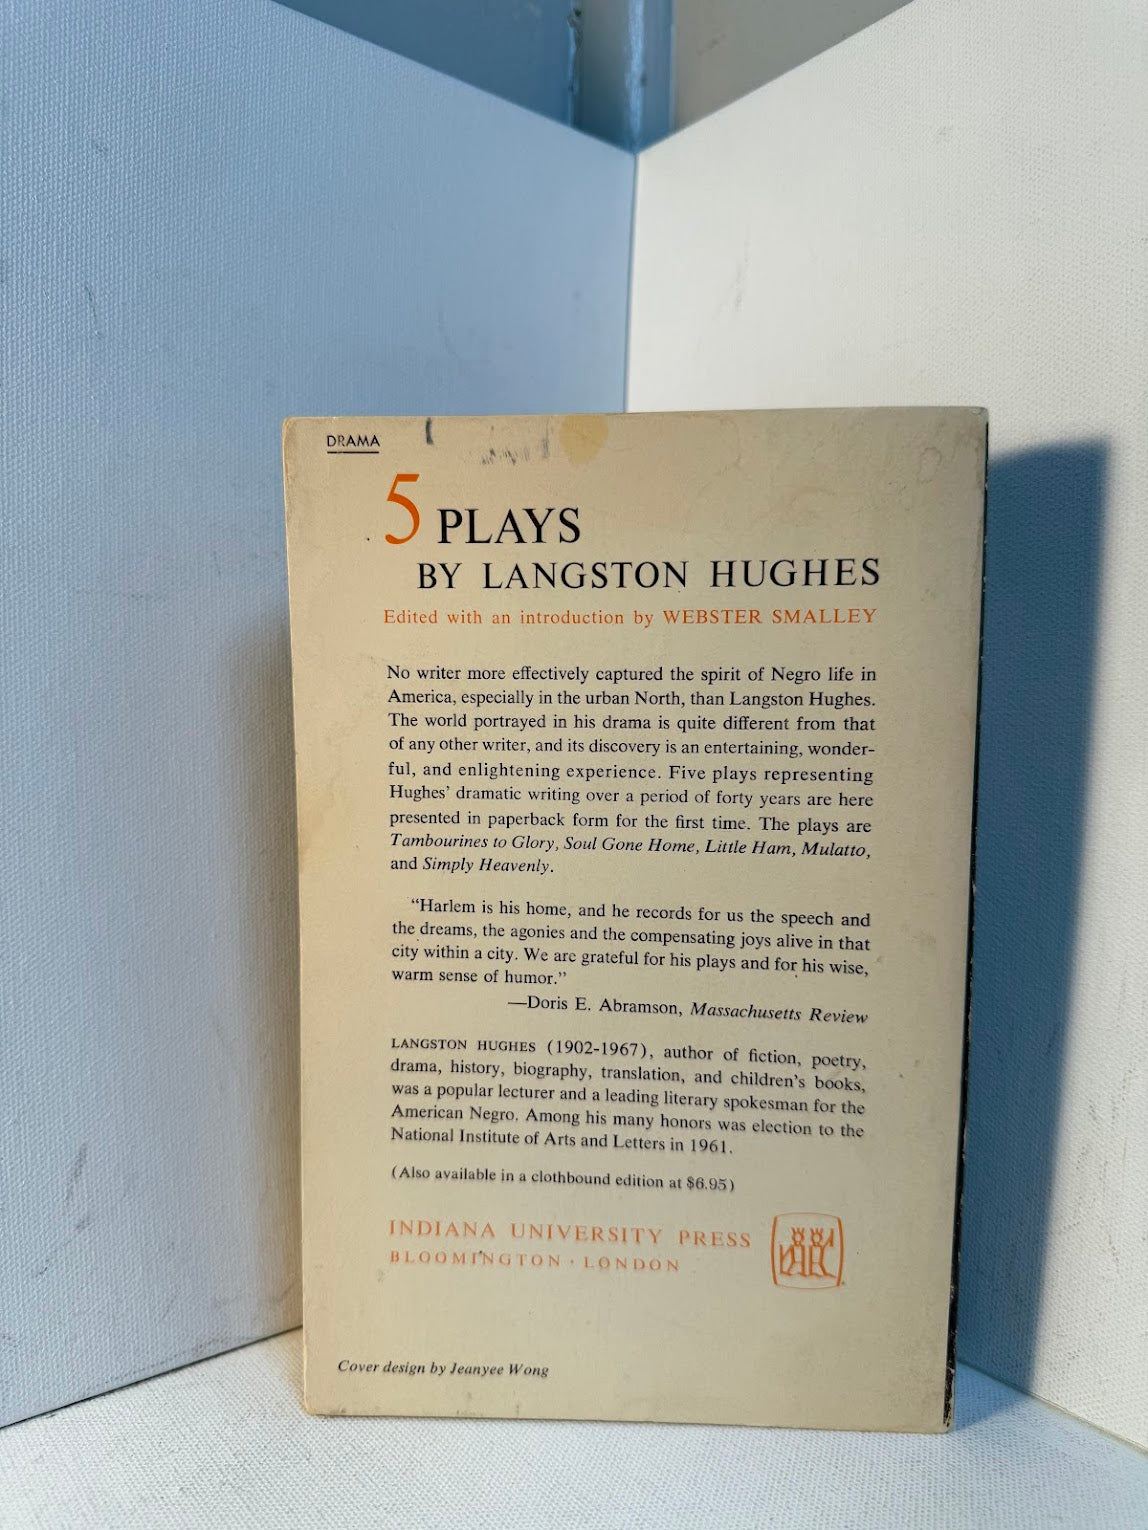 DRAMA
5 PLAYS
BY LANGSTON HUGHES
Edited with an introduction by WEBSTER SMALLEY
No writer more effectively captured the spirit of Negro life in
America, especially in the urban North, than Langston Hughes.
The world portrayed in his drama is quite different from that
of any other writer, and its discovery is an entertaining, wonder-
ful, and enlightening experience. Five plays representing
Hughes' dramatic writing over a period of forty years are here
presented in paperback form for the first time. The plays are
Tambourines to Glory, Soul Gone Home, Little Ham, Mulatto,
and Simply Heavenly.
"Harlem is his home, and he records for us the speech and
the dreams, the agonies and the compensating joys alive in that
city within a city. We are grateful for his plays and for his wise,
warm sense of humor."
—Doris E. Abramson, Massachusetts Review
LANGSTON HUGHES (1902-1967), author of fiction, poetry,
drama, history, biography, translation, and children's books,
was a popular lecturer and a leading literary spokesman for the
American Negro. Among his many honors was election to the
National Institute of Arts and Letters in 1961.
(Also available in a clothbound edition at $6.95)
INDIANA UNIVERSITY PRESS
BLOOMINGTON · LONDON
Cover design by Jeanyee Wong